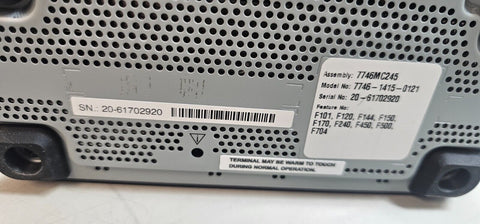 Assembly: 7746MC245
Model No: 7746-1415-0121
Serial No: 20-61702920
Feature No:
F101, F120, F144, F150,
F170, F240, F450, F500,
F704
SN.: 20-61702920
TERMINAL MAY BE WARM TO TOUCH
DURING NORMAL OPERATION.